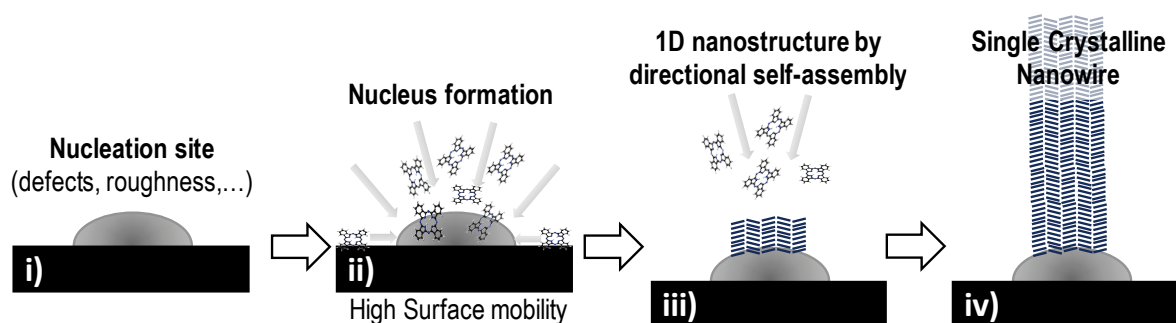 Nucleation site
(defects, roughness,…)
i)
Nucleus formation
ii)
High Surface mobility
1D nanostructure by
directional self-assembly
iii)
Single Crystalline
Nanowire
iv)